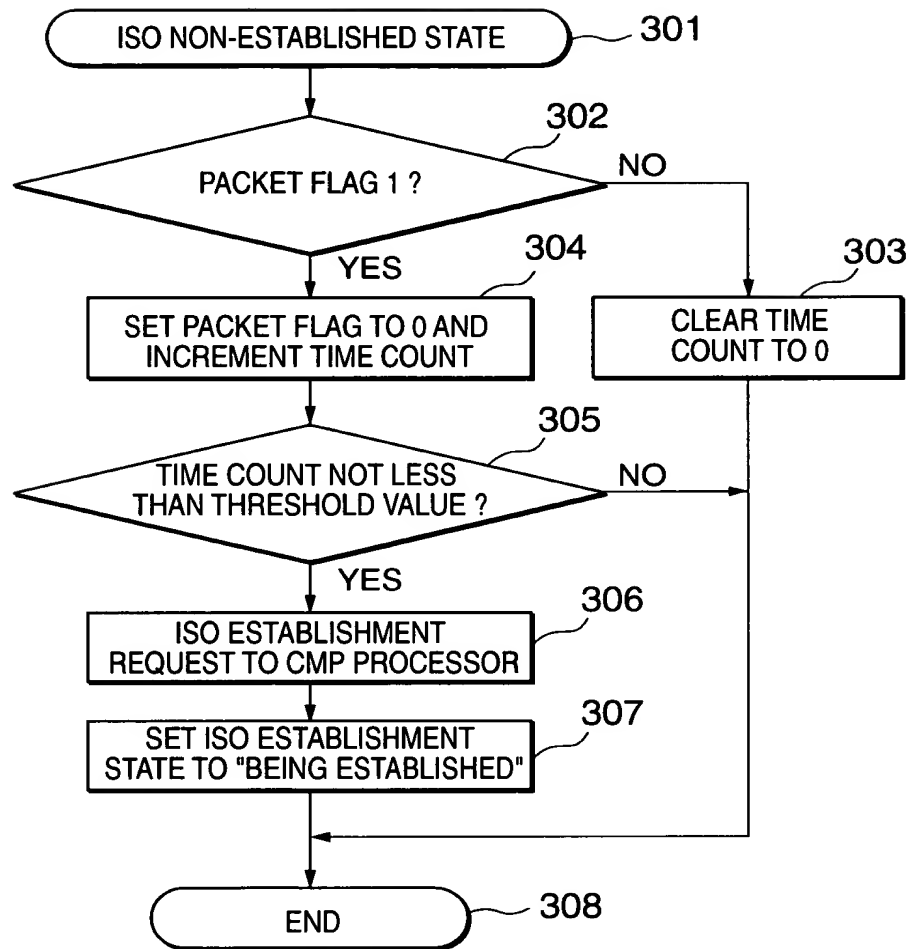 ISO NON-ESTABLISHED STATE
301
302
PACKET FLAG 1 ?
NO
YES
304
303
SET PACKET FLAG TO 0 AND
INCREMENT TIME COUNT
CLEAR TIME
COUNT TO 0
305
TIME COUNT NOT LESS
THAN THRESHOLD VALUE ?
NO
YES
306
ISO ESTABLISHMENT
REQUEST TO CMP PROCESSOR
307
SET ISO ESTABLISHMENT
STATE TO "BEING ESTABLISHED"
END
308